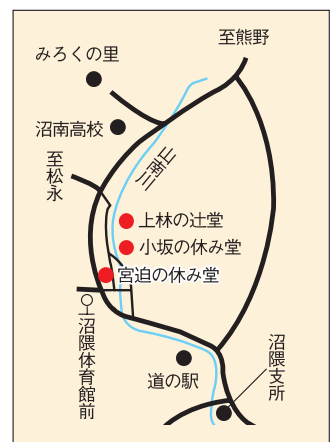 至熊野
みろくの里
沼南高校
至松永
山南川
上林の辻堂
小坂の休み堂
宮迫の休み堂
沼隈体育館前
道の駅
沼隈支所